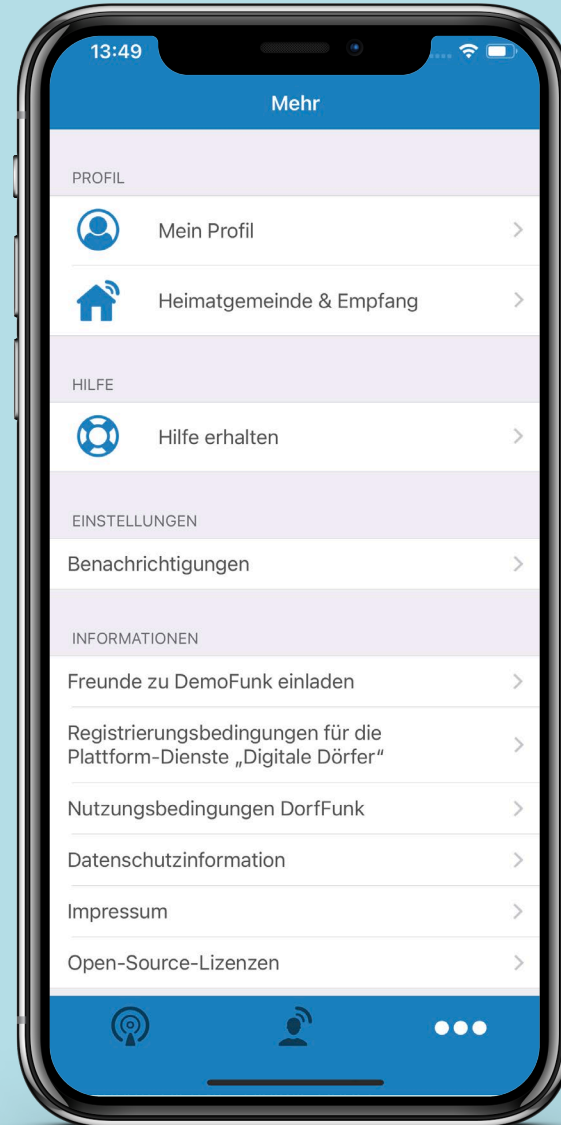 13:49
Mehr
PROFIL
Mein Profil
Heimatgemeinde & Empfang
HILFE
Hilfe erhalten
EINSTELLUNGEN
Benachrichtigungen
INFORMATIONEN
Freunde zu DemoFunk einladen
Registrierungsbedingungen für die
Plattform-Dienste „Digitale Dörfer"
Nutzungsbedingungen DorfFunk
Datenschutzinformation
Impressum
Open-Source-Lizenzen